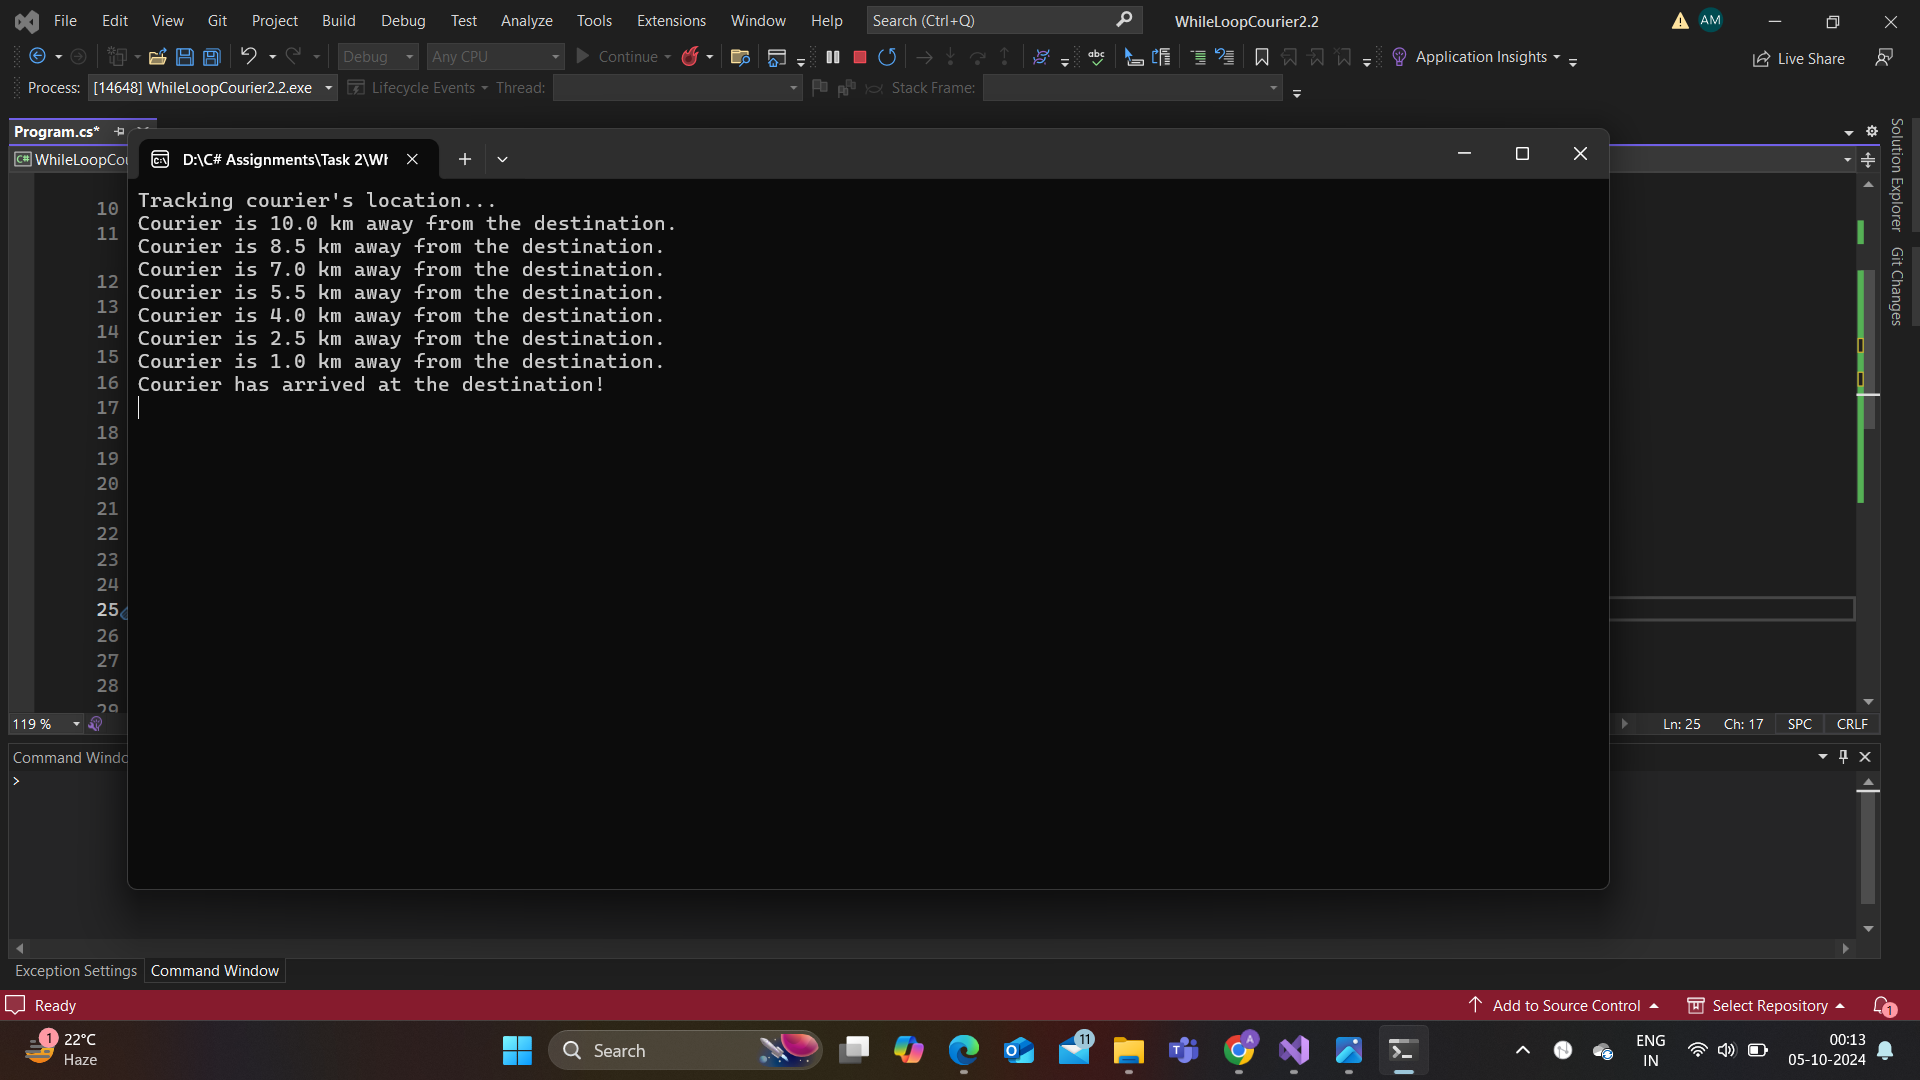 File Edit View Git Project Build Debug Test Analyze Tools Extensions Window Help Search (Ctrl+Q) WhileLoopCourier2.2 AM
Debug Any CPU Continue abc Application Insights Live Share
Process: [14648] WhileLoopCourier2.2.exe Lifecycle Events Thread: Stack Frame:
Program.cs*
C# WhileLoopCou
D:\C# Assignments\Task 2\Wh
Tracking courier's location...
Courier is 10.0 km away from the destination.
Courier is 8.5 km away from the destination.
Courier is 7.0 km away from the destination.
Courier is 5.5 km away from the destination.
Courier is 4.0 km away from the destination.
Courier is 2.5 km away from the destination.
Courier is 1.0 km away from the destination.
Courier has arrived at the destination!
10
11
12
13
14
15
16
17
18
19
20
21
22
23
24
25
26
27
28
29
Solution Explorer
Git Changes
119 % Ln: 25 Ch: 17 SPC CRLF
Command Windo
>
Exception Settings Command Window
Ready Add to Source Control Select Repository 1
1 22°C
Haze
Search
11
A
ENG
IN
00:13
05-10-2024